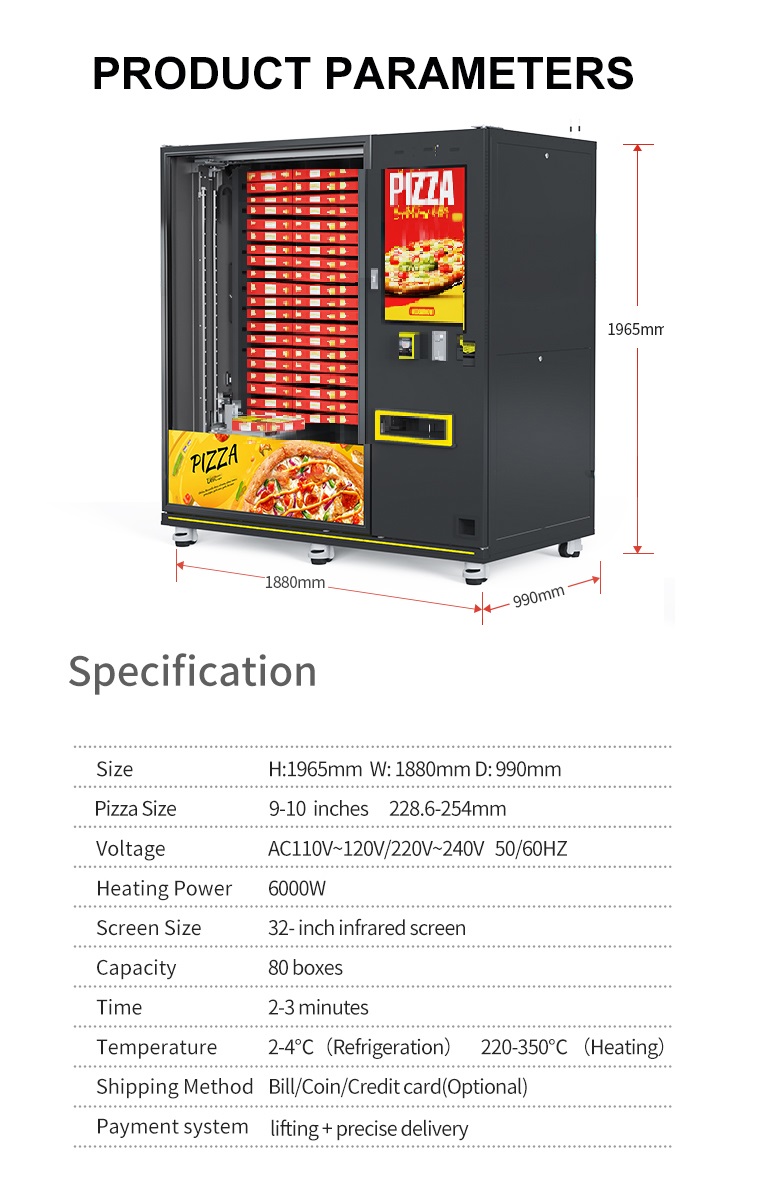 PRODUCT PARAMETERS
PIZZA
1965mm
PIZZA
1880mm
990mm
Specification
Size H:1965mm W: 1880mm D: 990mm
Pizza Size 9-10 inches 228.6-254mm
Voltage AC110V~120V/220V~240V 50/60HZ
Heating Power 6000W
Screen Size 32- inch infrared screen
Capacity 80 boxes
Time 2-3 minutes
Temperature 2-4°C（Refrigeration） 220-350°C （Heating）
Shipping Method Bill/Coin/Credit card(Optional)
Payment system lifting + precise delivery